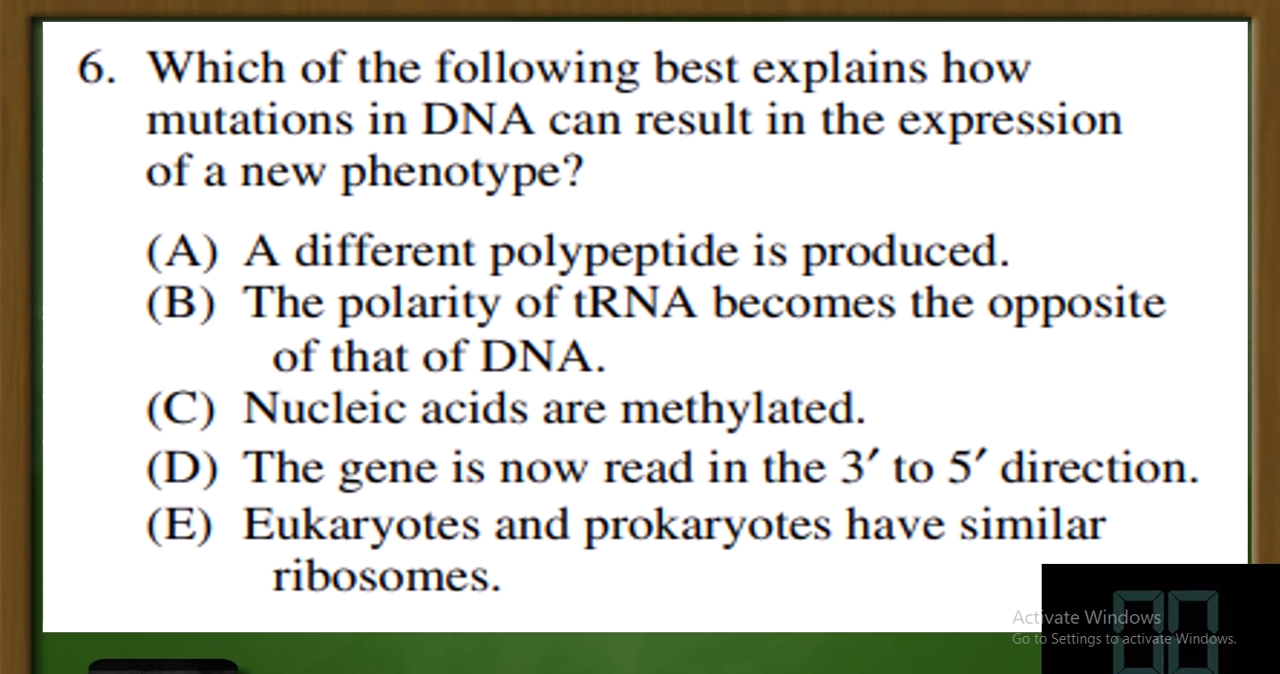 6. Which of the following best explains how
mutations in DNA can result in the expression
of a new phenotype?
(A) A different polypeptide is produced.
(B) The polarity of tRNA becomes the opposite
of that of DNA.
(C) Nucleic acids are methylated.
(D) The gene is now read in the 3′ to 5′ direction.
(E) Eukaryotes and prokaryotes have similar
ribosomes.
Activate Windows
Go to Settings to activate Windows.